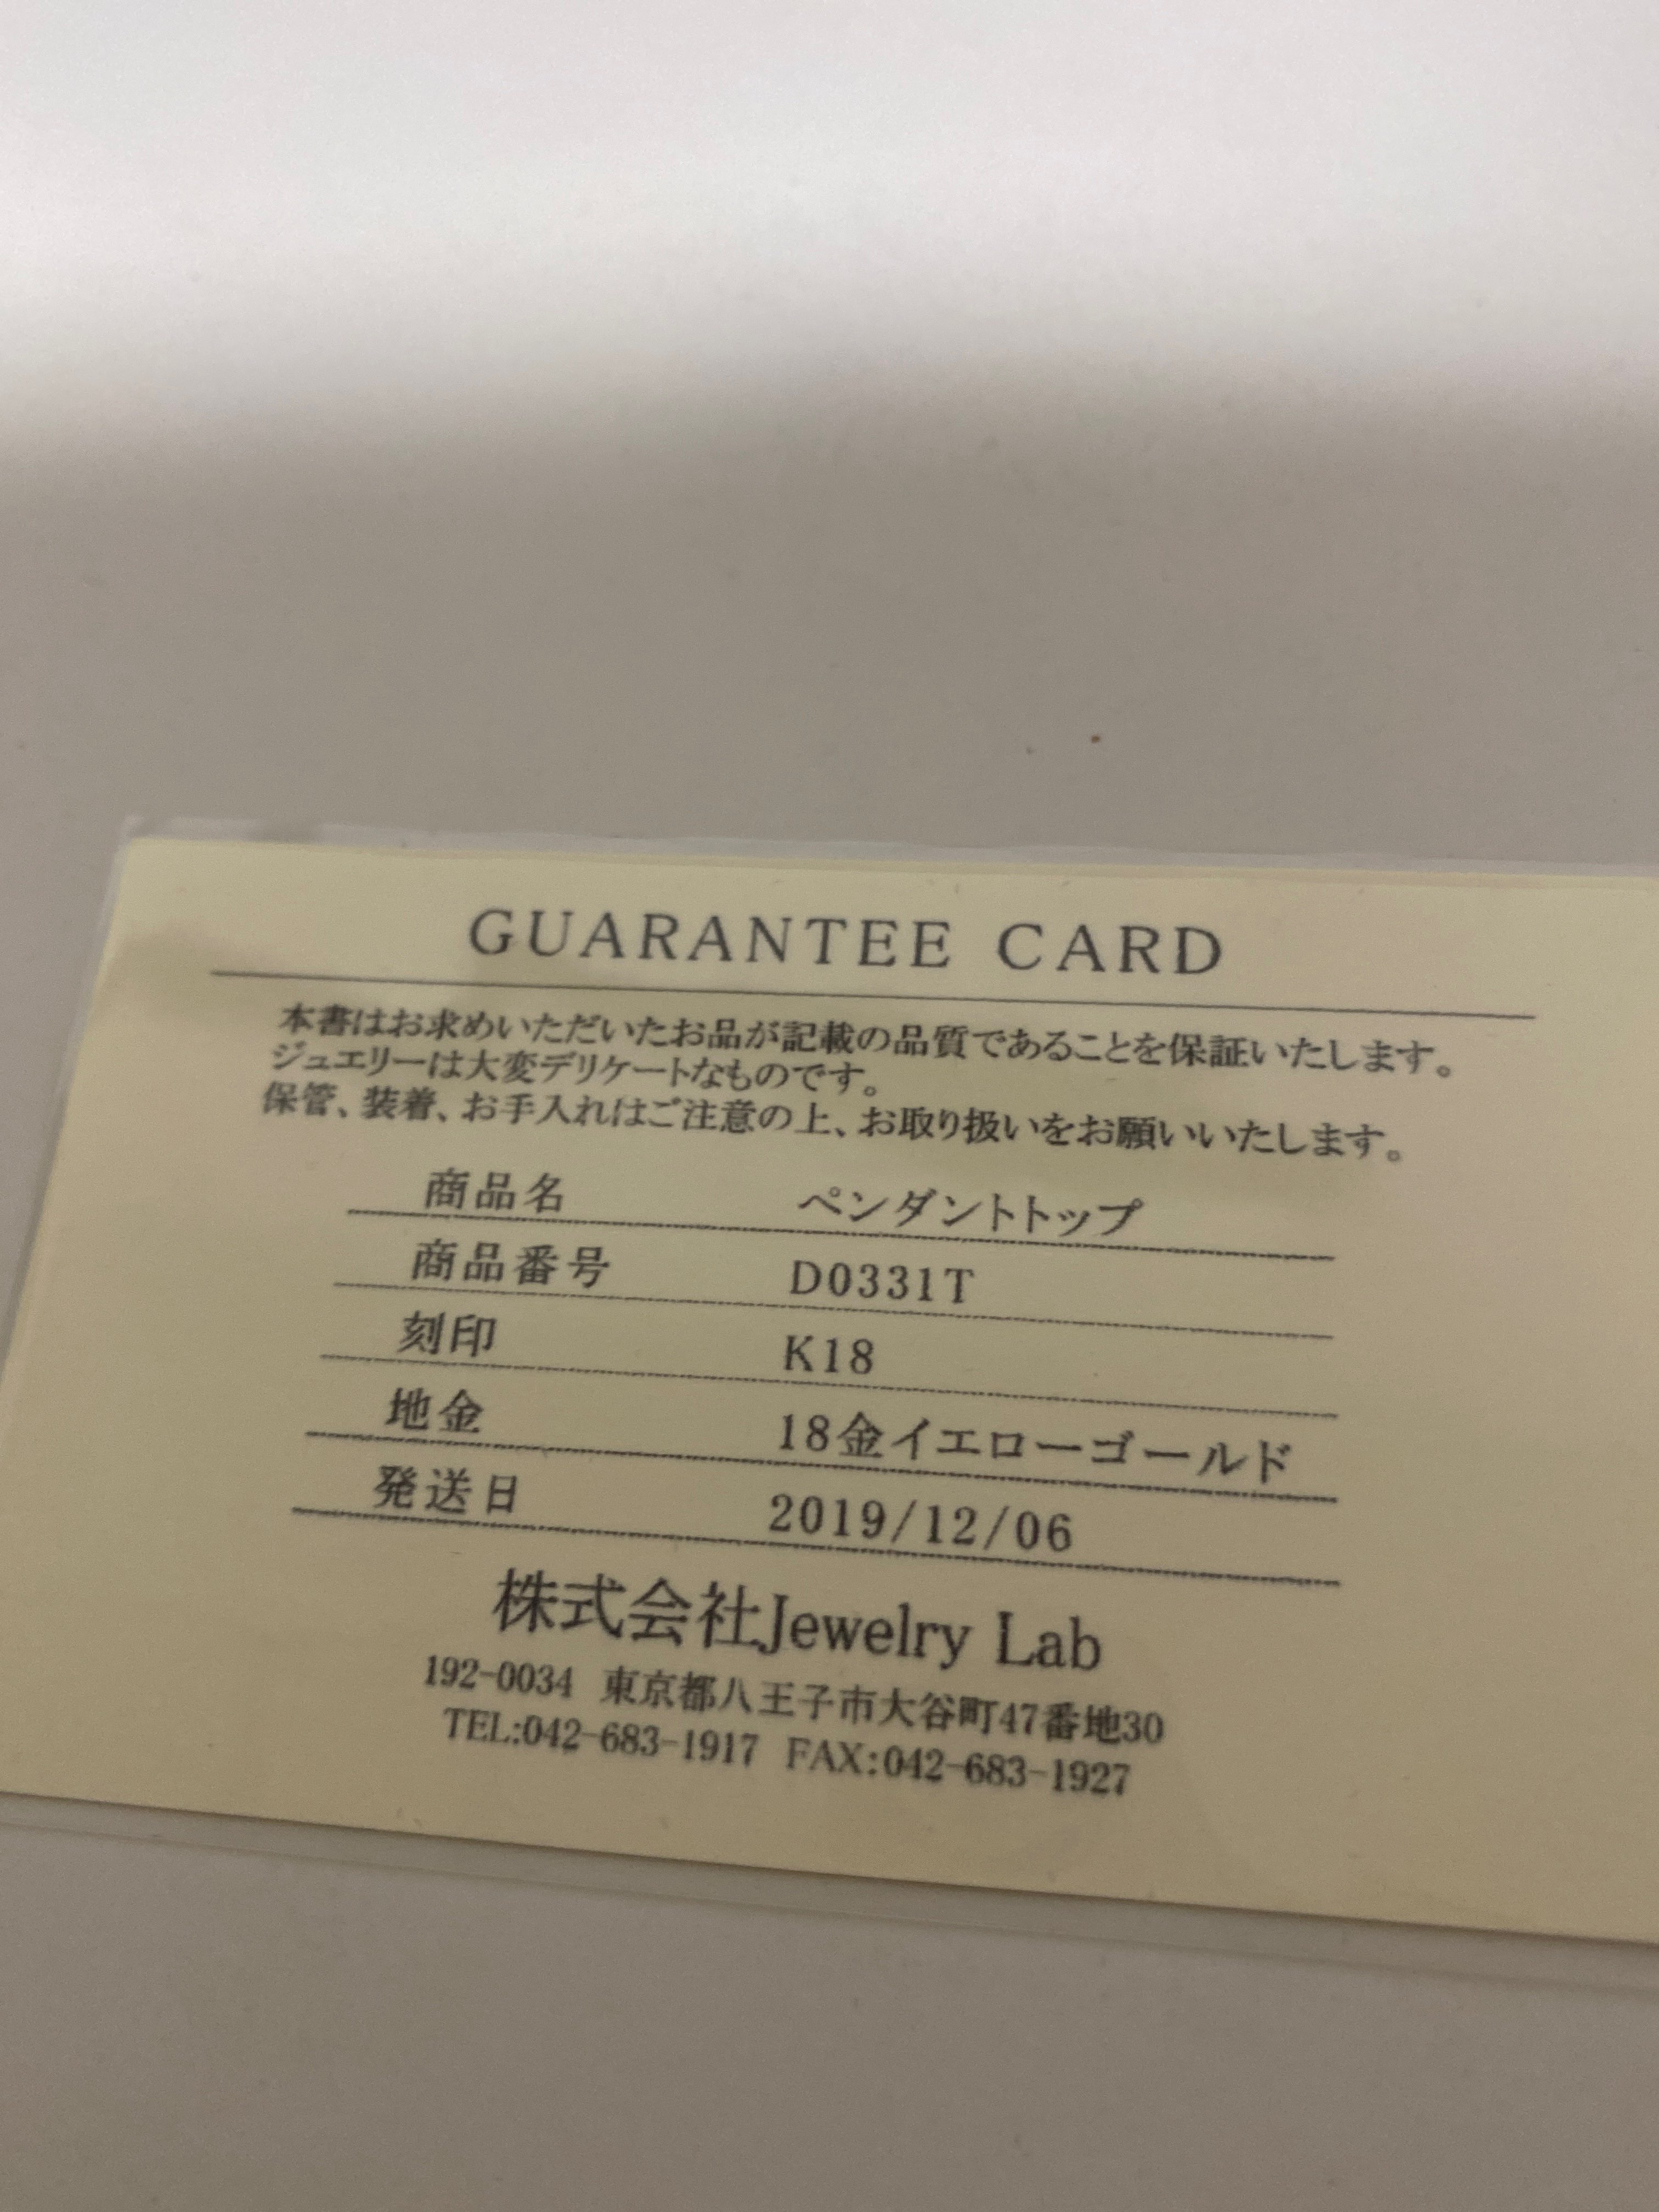 GUARANTEE CARD
本書はお求めいただいたお品が記載の品質であることを保証いたします。
ジュエリーは大変デリケートなものです。
保管、装着、お手入れはご注意の上、お取り扱いをお願いいたします。
商品名 ペンダントトップ
商品番号 D0331T
刻印 K18
地金 18金イエローゴールド
発送日 2019/12/06
株式会社Jewelry Lab
192-0034 東京都八王子市大谷町47番地30
TEL:042-683-1917 FAX:042-683-1927